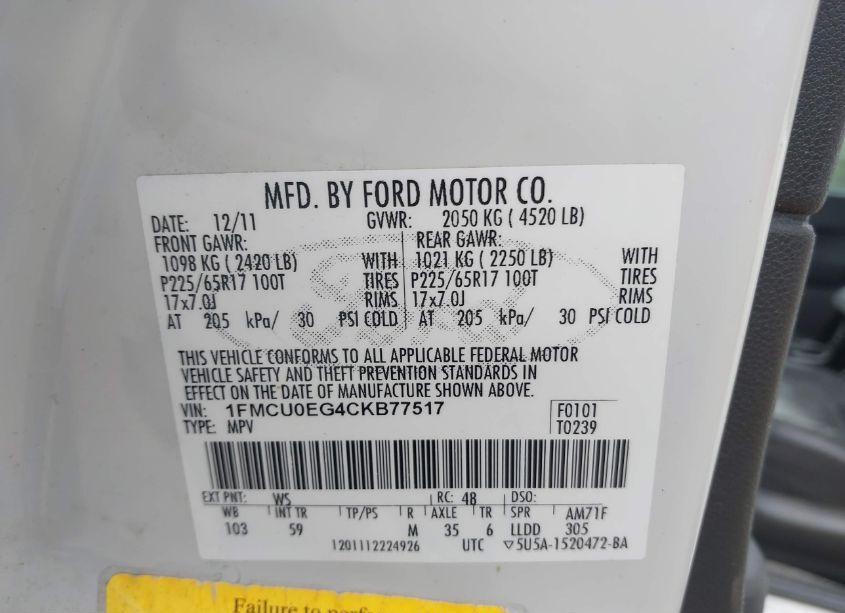 MFD. BY FORD MOTOR CO.
DATE: 12/11 GVWR: 2050 KG ( 4520 LB)
FRONT GAWR: REAR GAWR:
1098 KG ( 2420 LB) WITH 1021 KG ( 2250 LB) WITH
P225/65R17 100T TIRES P225/65R17 100T TIRES
17x7.0J RIMS 17x7.0J RIMS
AT 205 kPa/ 30 PSI COLD AT 205 kPa/ 30 PSI COLD
THIS VEHICLE CONFORMS TO ALL APPLICABLE FEDERAL MOTOR
VEHICLE SAFETY AND THEFT PREVENTION STANDARDS IN
EFFECT ON THE DATE OF MANUFACTURE SHOWN ABOVE.
VIN: 1FMCU0EG4CKB77517 F0101
TYPE: MPV T0239
EXT PNT: WS RC: 48 DSO:
WB INT TR TP/PS R AXLE TR SPR AM71F
103 59 M 35 6 LLDD 305
1201112224926 UTC ▽5U5A-1520472-BA
Failure to